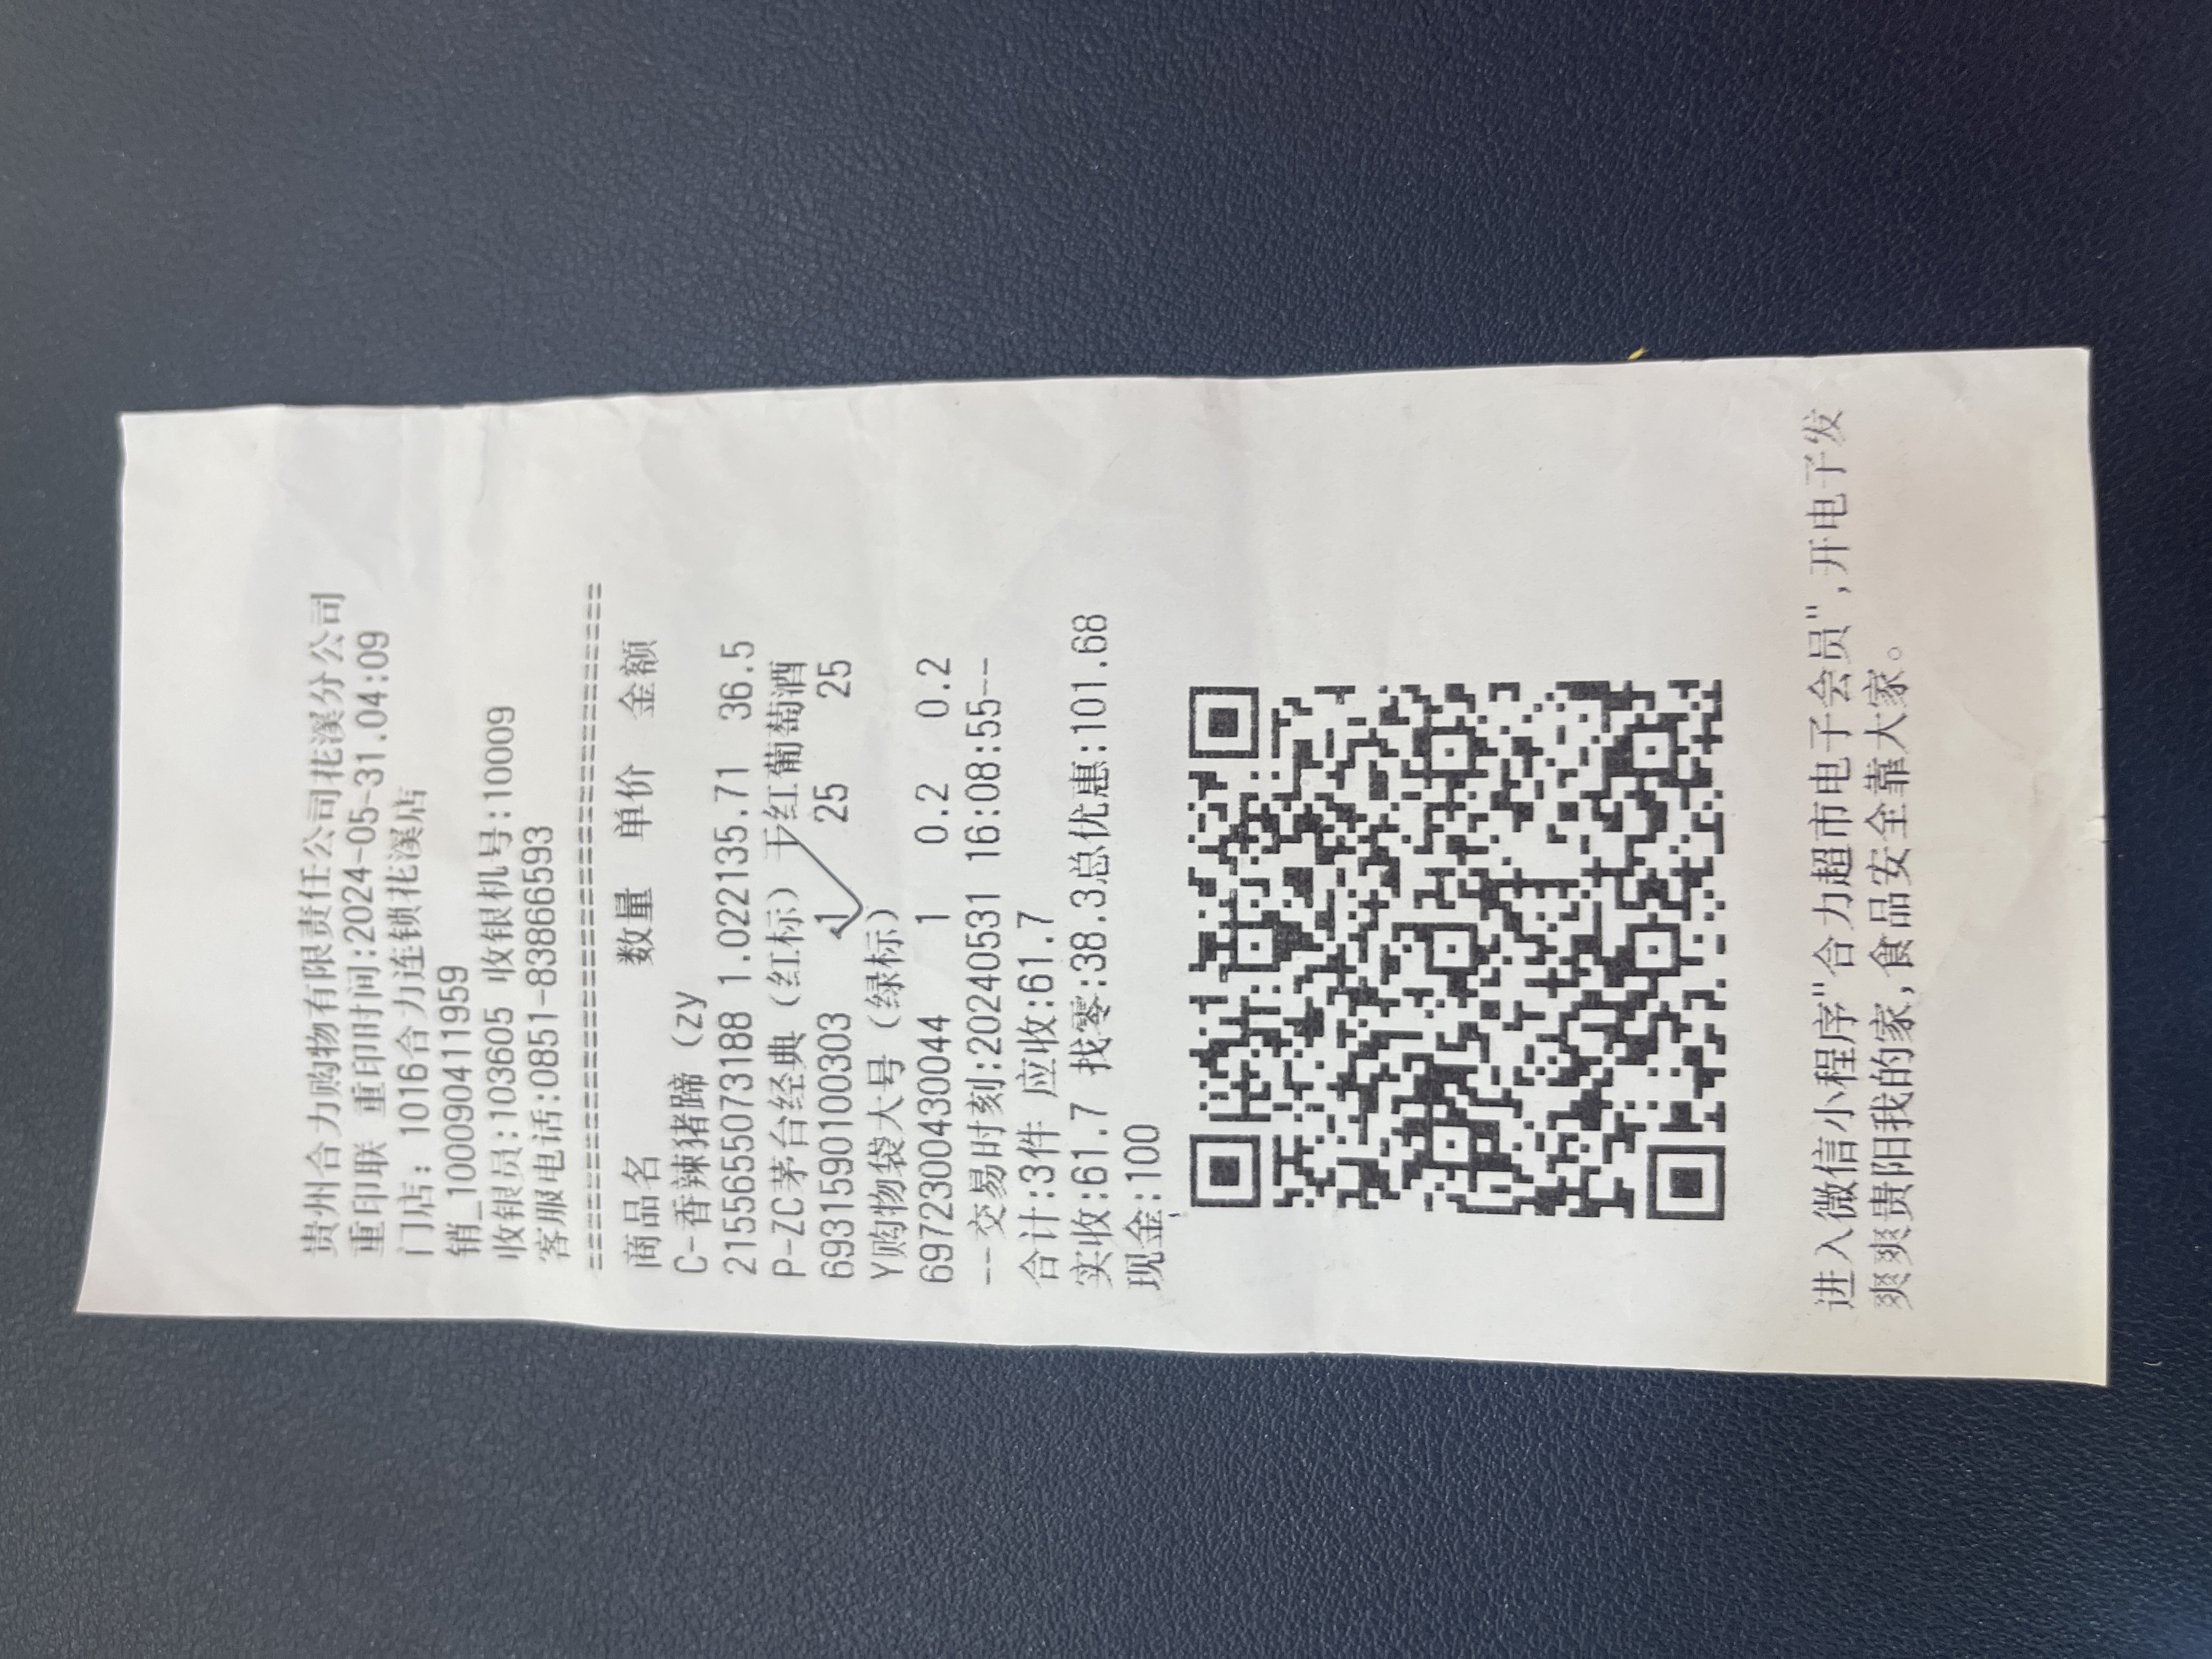 贵州合力购物有限责任公司花溪分公司
重印联 重印时间:2024-05-31.04:09
门店: 1016合力连锁花溪店
销_1000904119​59
收银员:103605 收银机号:10009
客服电话:0851-83866593
================================
商品名 数量 单价 金额
C-香辣猪蹄（zy
2155655073188 1.022135.71 36.5
P-ZC茅台经典（红标）干红葡萄酒
6931590100303 1 25 25
Y购物袋大号（绿标）
6972300430044 1 0.2 0.2
--交易时刻:20240531 16:08:55--
合计:3件 应收:61.7
实收:61.7 找零:38.3总优惠:101.68
现金:100
进入微信小程序"合力超市电子会员",开电子发
爽爽贵阳我的家,食品安全靠大家。